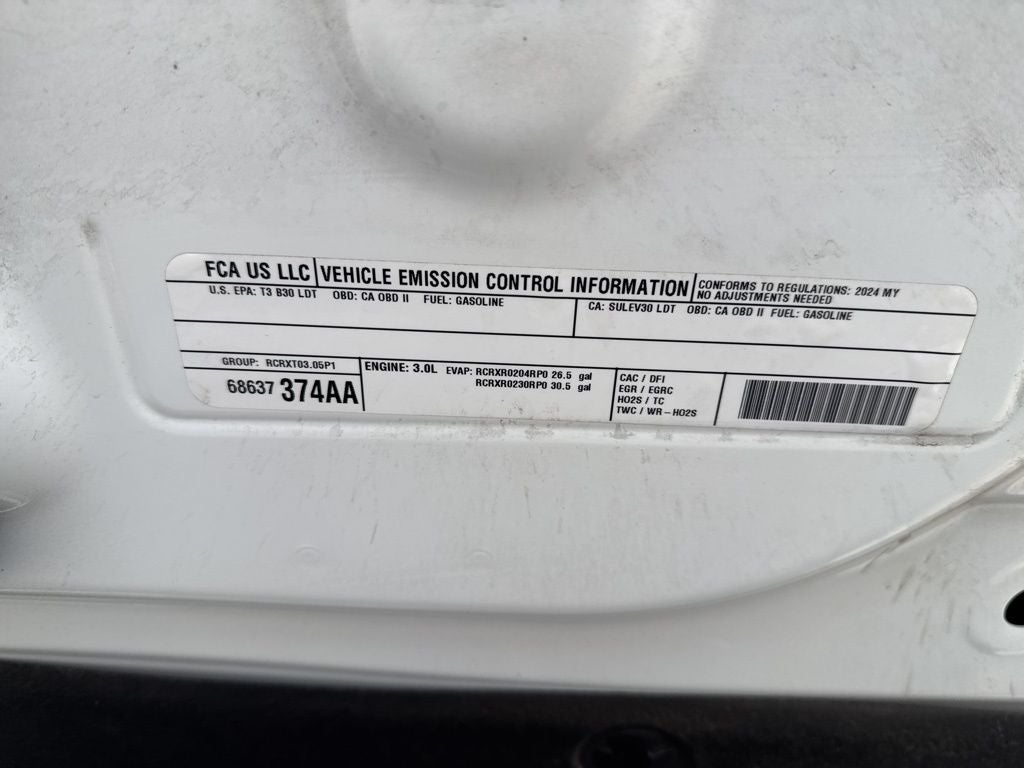 FCA US LLC VEHICLE EMISSION CONTROL INFORMATION
CONFORMS TO REGULATIONS: 2024 MY
NO ADJUSTMENTS NEEDED
U.S. EPA: T3 B30 LDT OBD: CA OBD II FUEL: GASOLINE
CA: SULEV30 LDT OBD: CA OBD II FUEL: GASOLINE
GROUP: RCRXT03.05P1
68637 374AA
ENGINE: 3.0L EVAP: RCRXR0204RP0 26.5 gal
RCRXR0230RP0 30.5 gal
CAC / DFI
EGR / EGRC
HO2S / TC
TWC / WR-HO2S